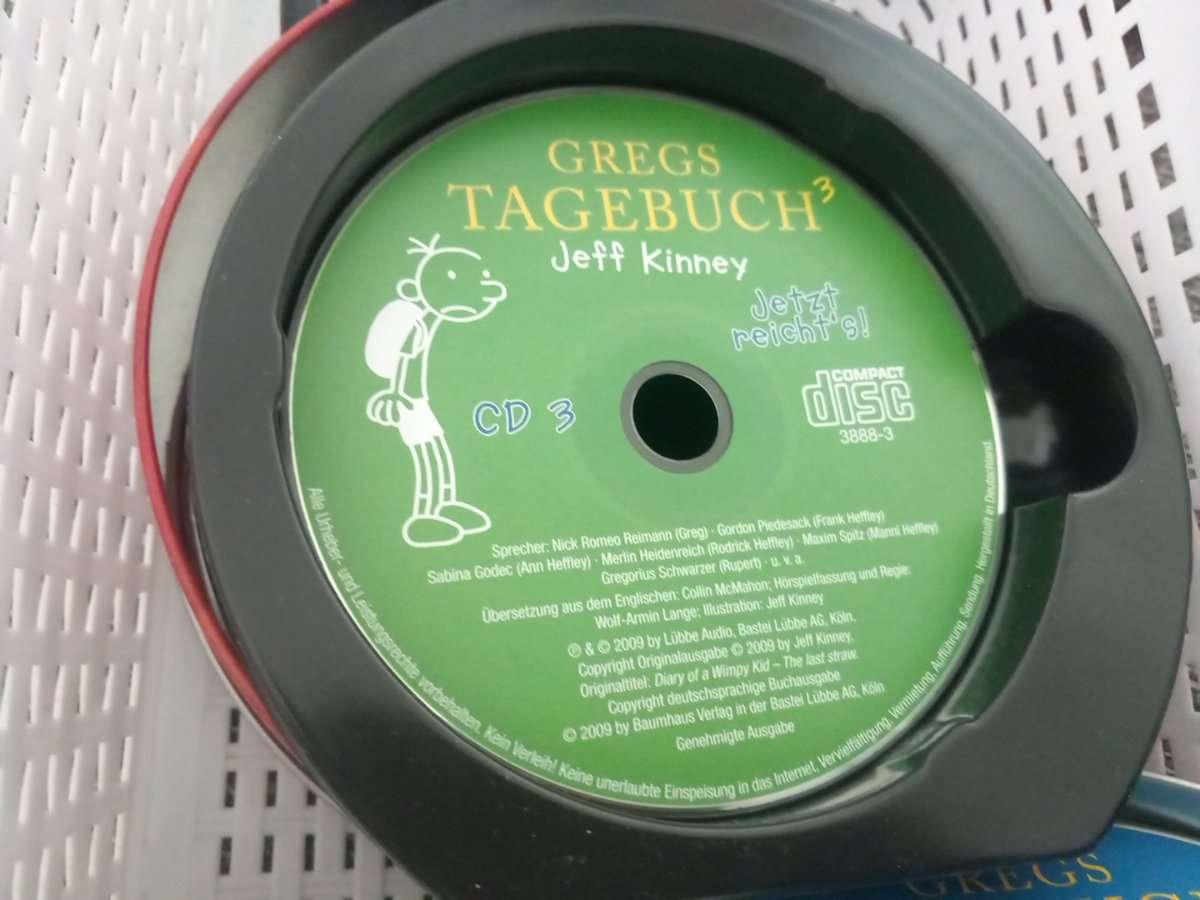 GREGS
TAGEBUCH3
Jeff Kinney
Jetzt
reicht's!
CD 3
COMPACT
disc
3888-3
Sprecher: Nick Romeo Reimann (Greg) · Gordon Piedesack (Frank Heffley)
Sabina Godec (Ann Heffley) · Merlin Heidenreich (Rodrick Heffley) · Maxim Spitz (Manni Heffley)
Gregorius Schwarzer (Rupert) · u. v. a.
Übersetzung aus dem Englischen: Collin McMahon; Hörspielfassung und Regie:
Wolf-Armin Lange; Illustration: Jeff Kinney
℗ & © 2009 by Lübbe Audio, Bastei Lübbe AG, Köln.
Copyright Originalausgabe © 2009 by Jeff Kinney.
Originaltitel: Diary of a Wimpy Kid – The last straw.
Copyright deutschsprachige Buchausgabe
© 2009 by Baumhaus Verlag in der Bastei Lübbe AG, Köln
Genehmigte Ausgabe
Alle Urheber- und Leistungsrechte vorbehalten. Kein Verleih! Keine unerlaubte Einspeisung in das Internet, Vervielfältigung, Vermietung, Aufführung, Sendung. Hergestellt in Deutschland.
GREGS